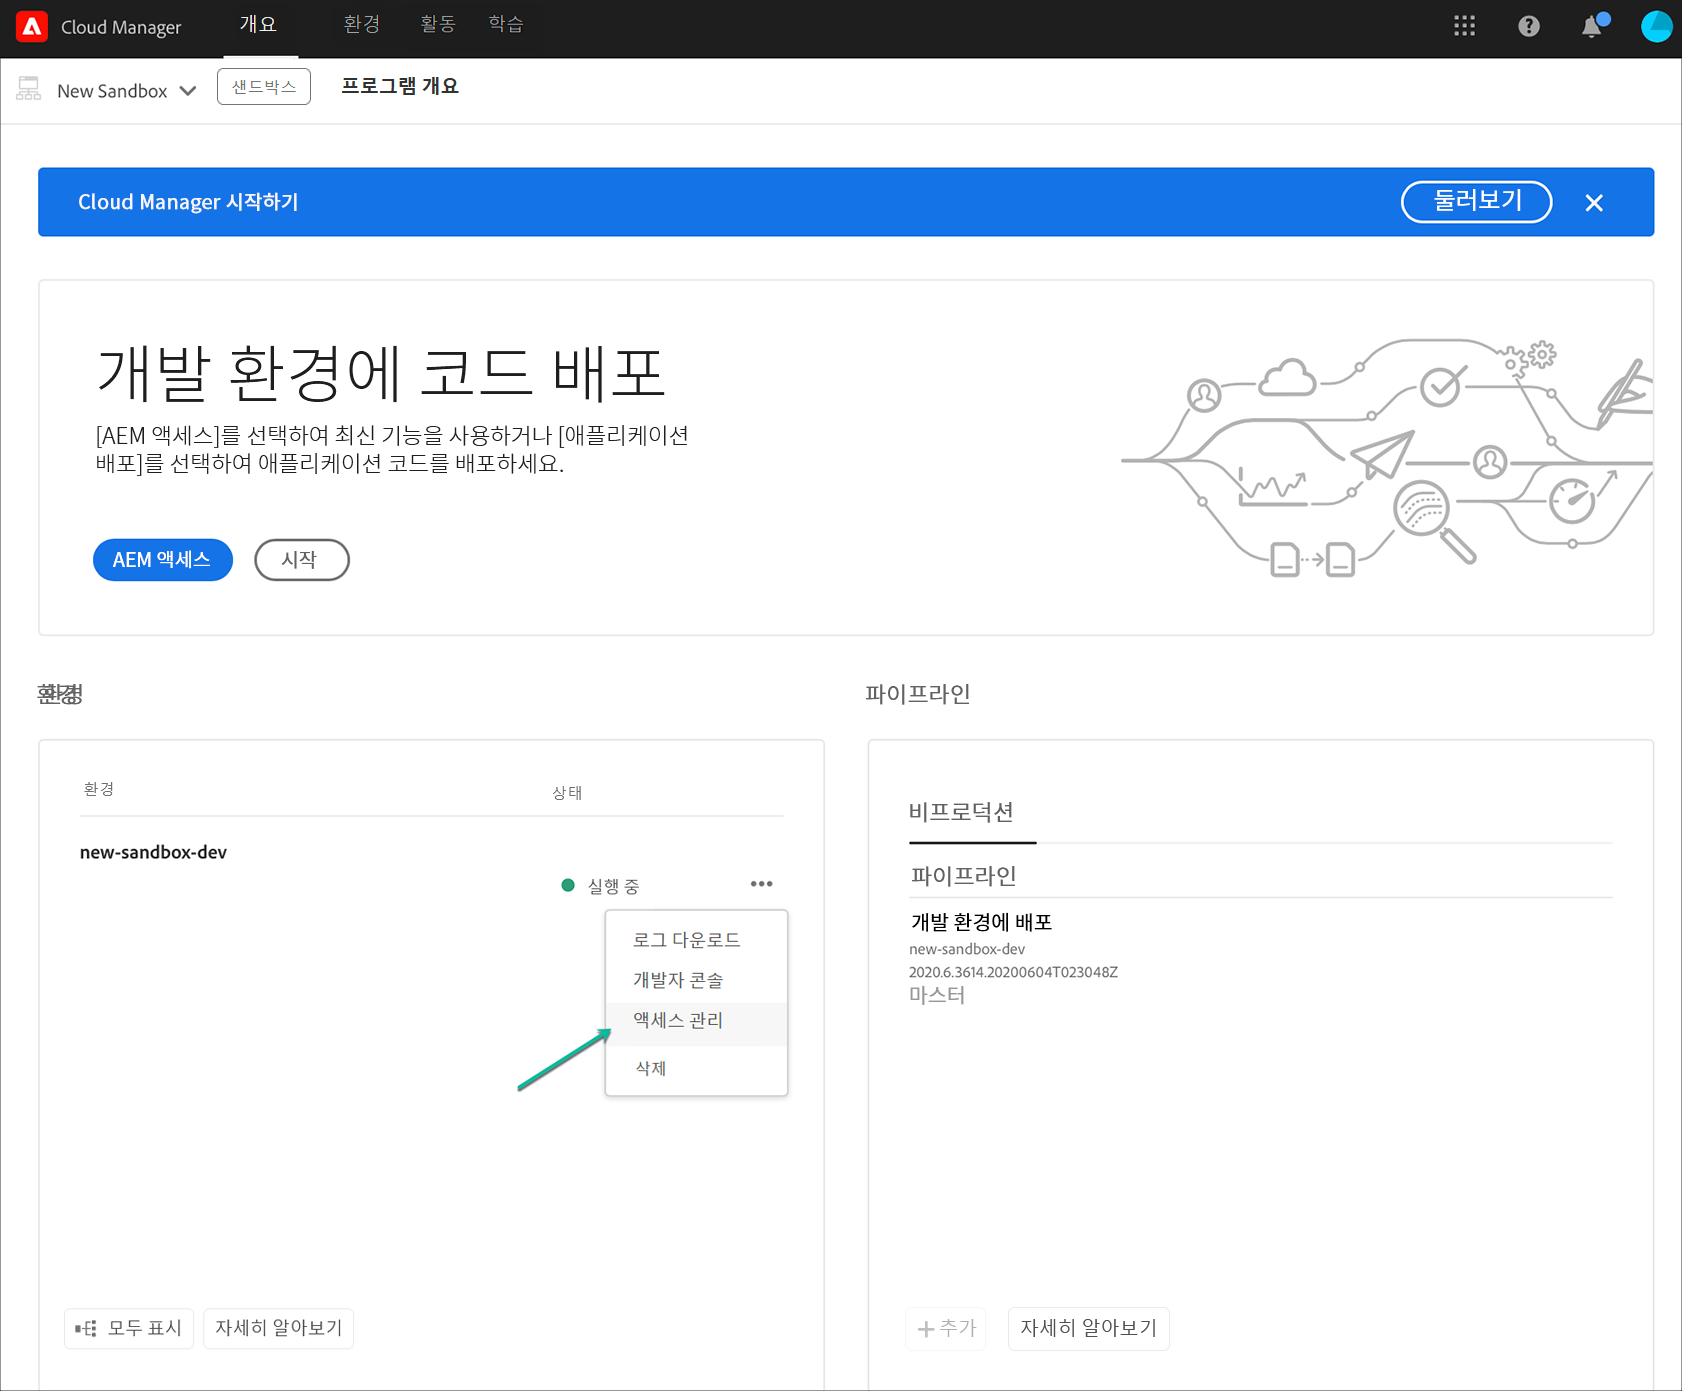 Cloud Manager
개요
환경
활동
학습
New Sandbox
샌드박스
프로그램 개요
Cloud Manager 시작하기
둘러보기
개발 환경에 코드 배포
[AEM 액세스]를 선택하여 최신 기능을 사용하거나 [애플리케이션
배포]를 선택하여 애플리케이션 코드를 배포하세요.
AEM 액세스
시작
환경
파이프라인
환경
상태
new-sandbox-dev
실행 중
로그 다운로드
개발자 콘솔
액세스 관리
삭제
모두 표시
자세히 알아보기
비프로덕션
파이프라인
개발 환경에 배포
new-sandbox-dev
2020.6.3614.20200604T023048Z
마스터
추가
자세히 알아보기